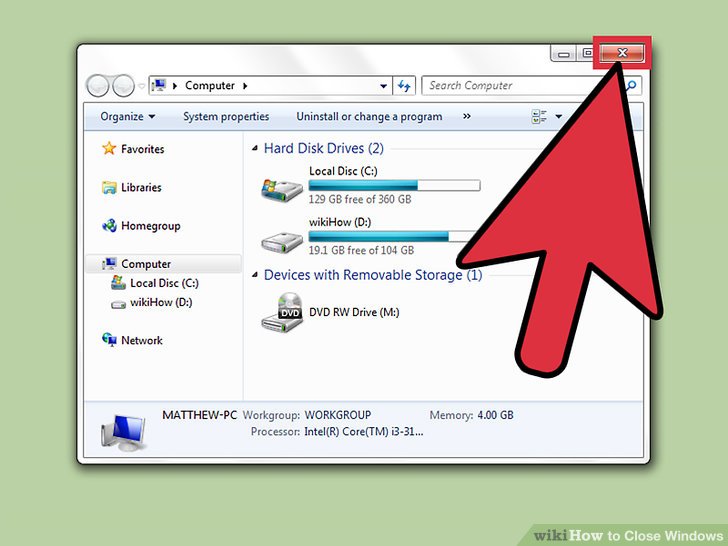 Computer
Search Computer
Organize
System properties
Uninstall or change a program
»
Favorites
Libraries
Homegroup
Computer
Local Disc (C:)
wikiHow (D:)
Network
Hard Disk Drives (2)
Local Disc (C:)
129 GB free of 360 GB
wikiHow (D:)
19.1 GB free of 104 GB
Devices with Removable Storage (1)
DVD
DVD RW Drive (M:)
MATTHEW-PC Workgroup: WORKGROUP Memory: 4.00 GB
Processor: Intel(R) Core(TM) i3-31...
wikiHow to Close Windows